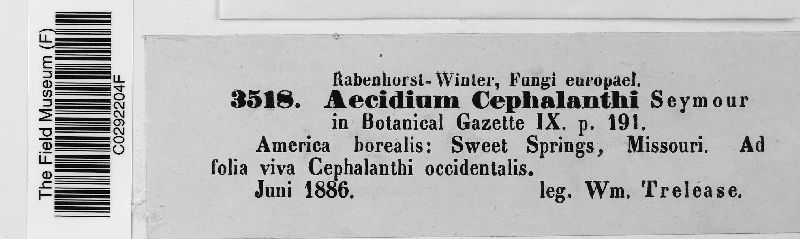 The Field Museum (F)
C0292204F
Rabenhorst-Winter, Fungi europaei.
3518. Aecidium Cephalanthi Seymour
in Botanical Gazette IX. p. 191.
America borealis: Sweet Springs, Missouri. Ad
folia viva Cephalanthi occidentalis.
Juni 1886. leg. Wm. Trelease.